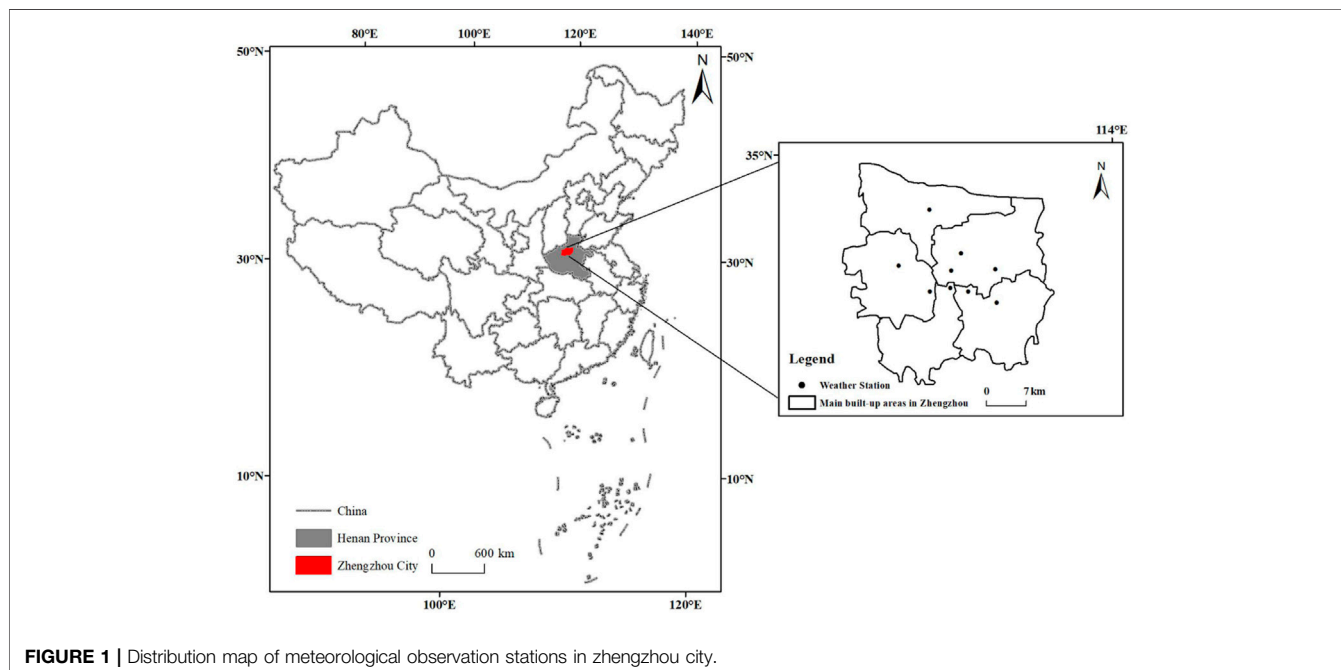 80°E 100°E 120°E 140°E
50°N
50°N
N
30°N
30°N
10°N
10°N
China
Henan Province
Zhengzhou City
0 600 km
100°E 120°E
114°E
35°N
N
Legend
Weather Station
Main built-up areas in Zhengzhou
0 7 km
FIGURE 1 | Distribution map of meteorological observation stations in zhengzhou city.